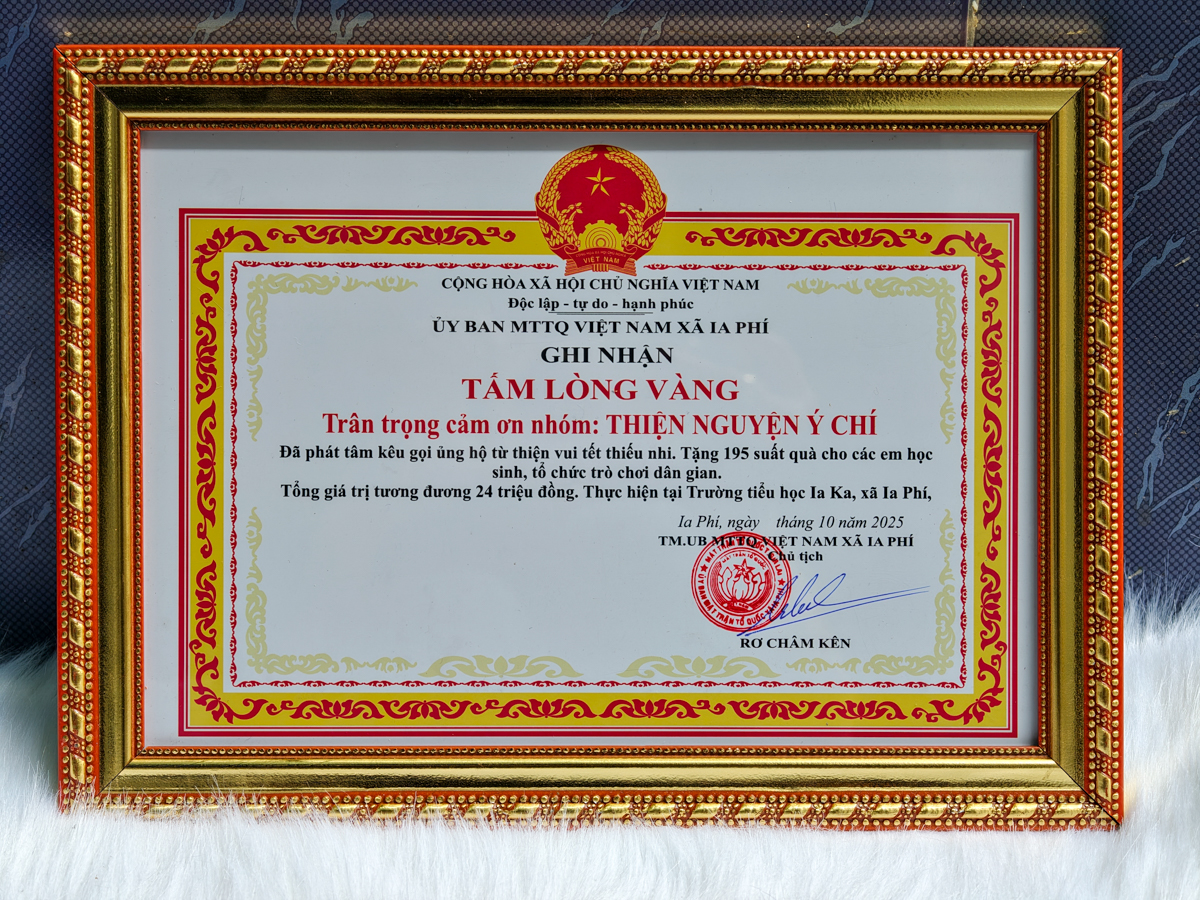 VIỆT NAM
CỘNG HÒA XÃ HỘI CHỦ NGHĨA VIỆT NAM
Độc lập - tự do - hạnh phúc
ỦY BAN MTTQ VIỆT NAM XÃ IA PHÍ
GHI NHẬN
TẤM LÒNG VÀNG
Trân trọng cảm ơn nhóm: THIỆN NGUYỆN Ý CHÍ
Đã phát tâm kêu gọi ủng hộ từ thiện vui tết thiếu nhi. Tặng 195 suất quà cho các em học
sinh, tổ chức trò chơi dân gian.
Tổng giá trị tương đương 24 triệu đồng. Thực hiện tại Trường tiểu học Ia Ka, xã Ia Phí,
Ia Phí, ngày tháng 10 năm 2025
TM.UB MTTQ VIỆT NAM XÃ IA PHÍ
Chủ tịch
RƠ CHÂM KÊN